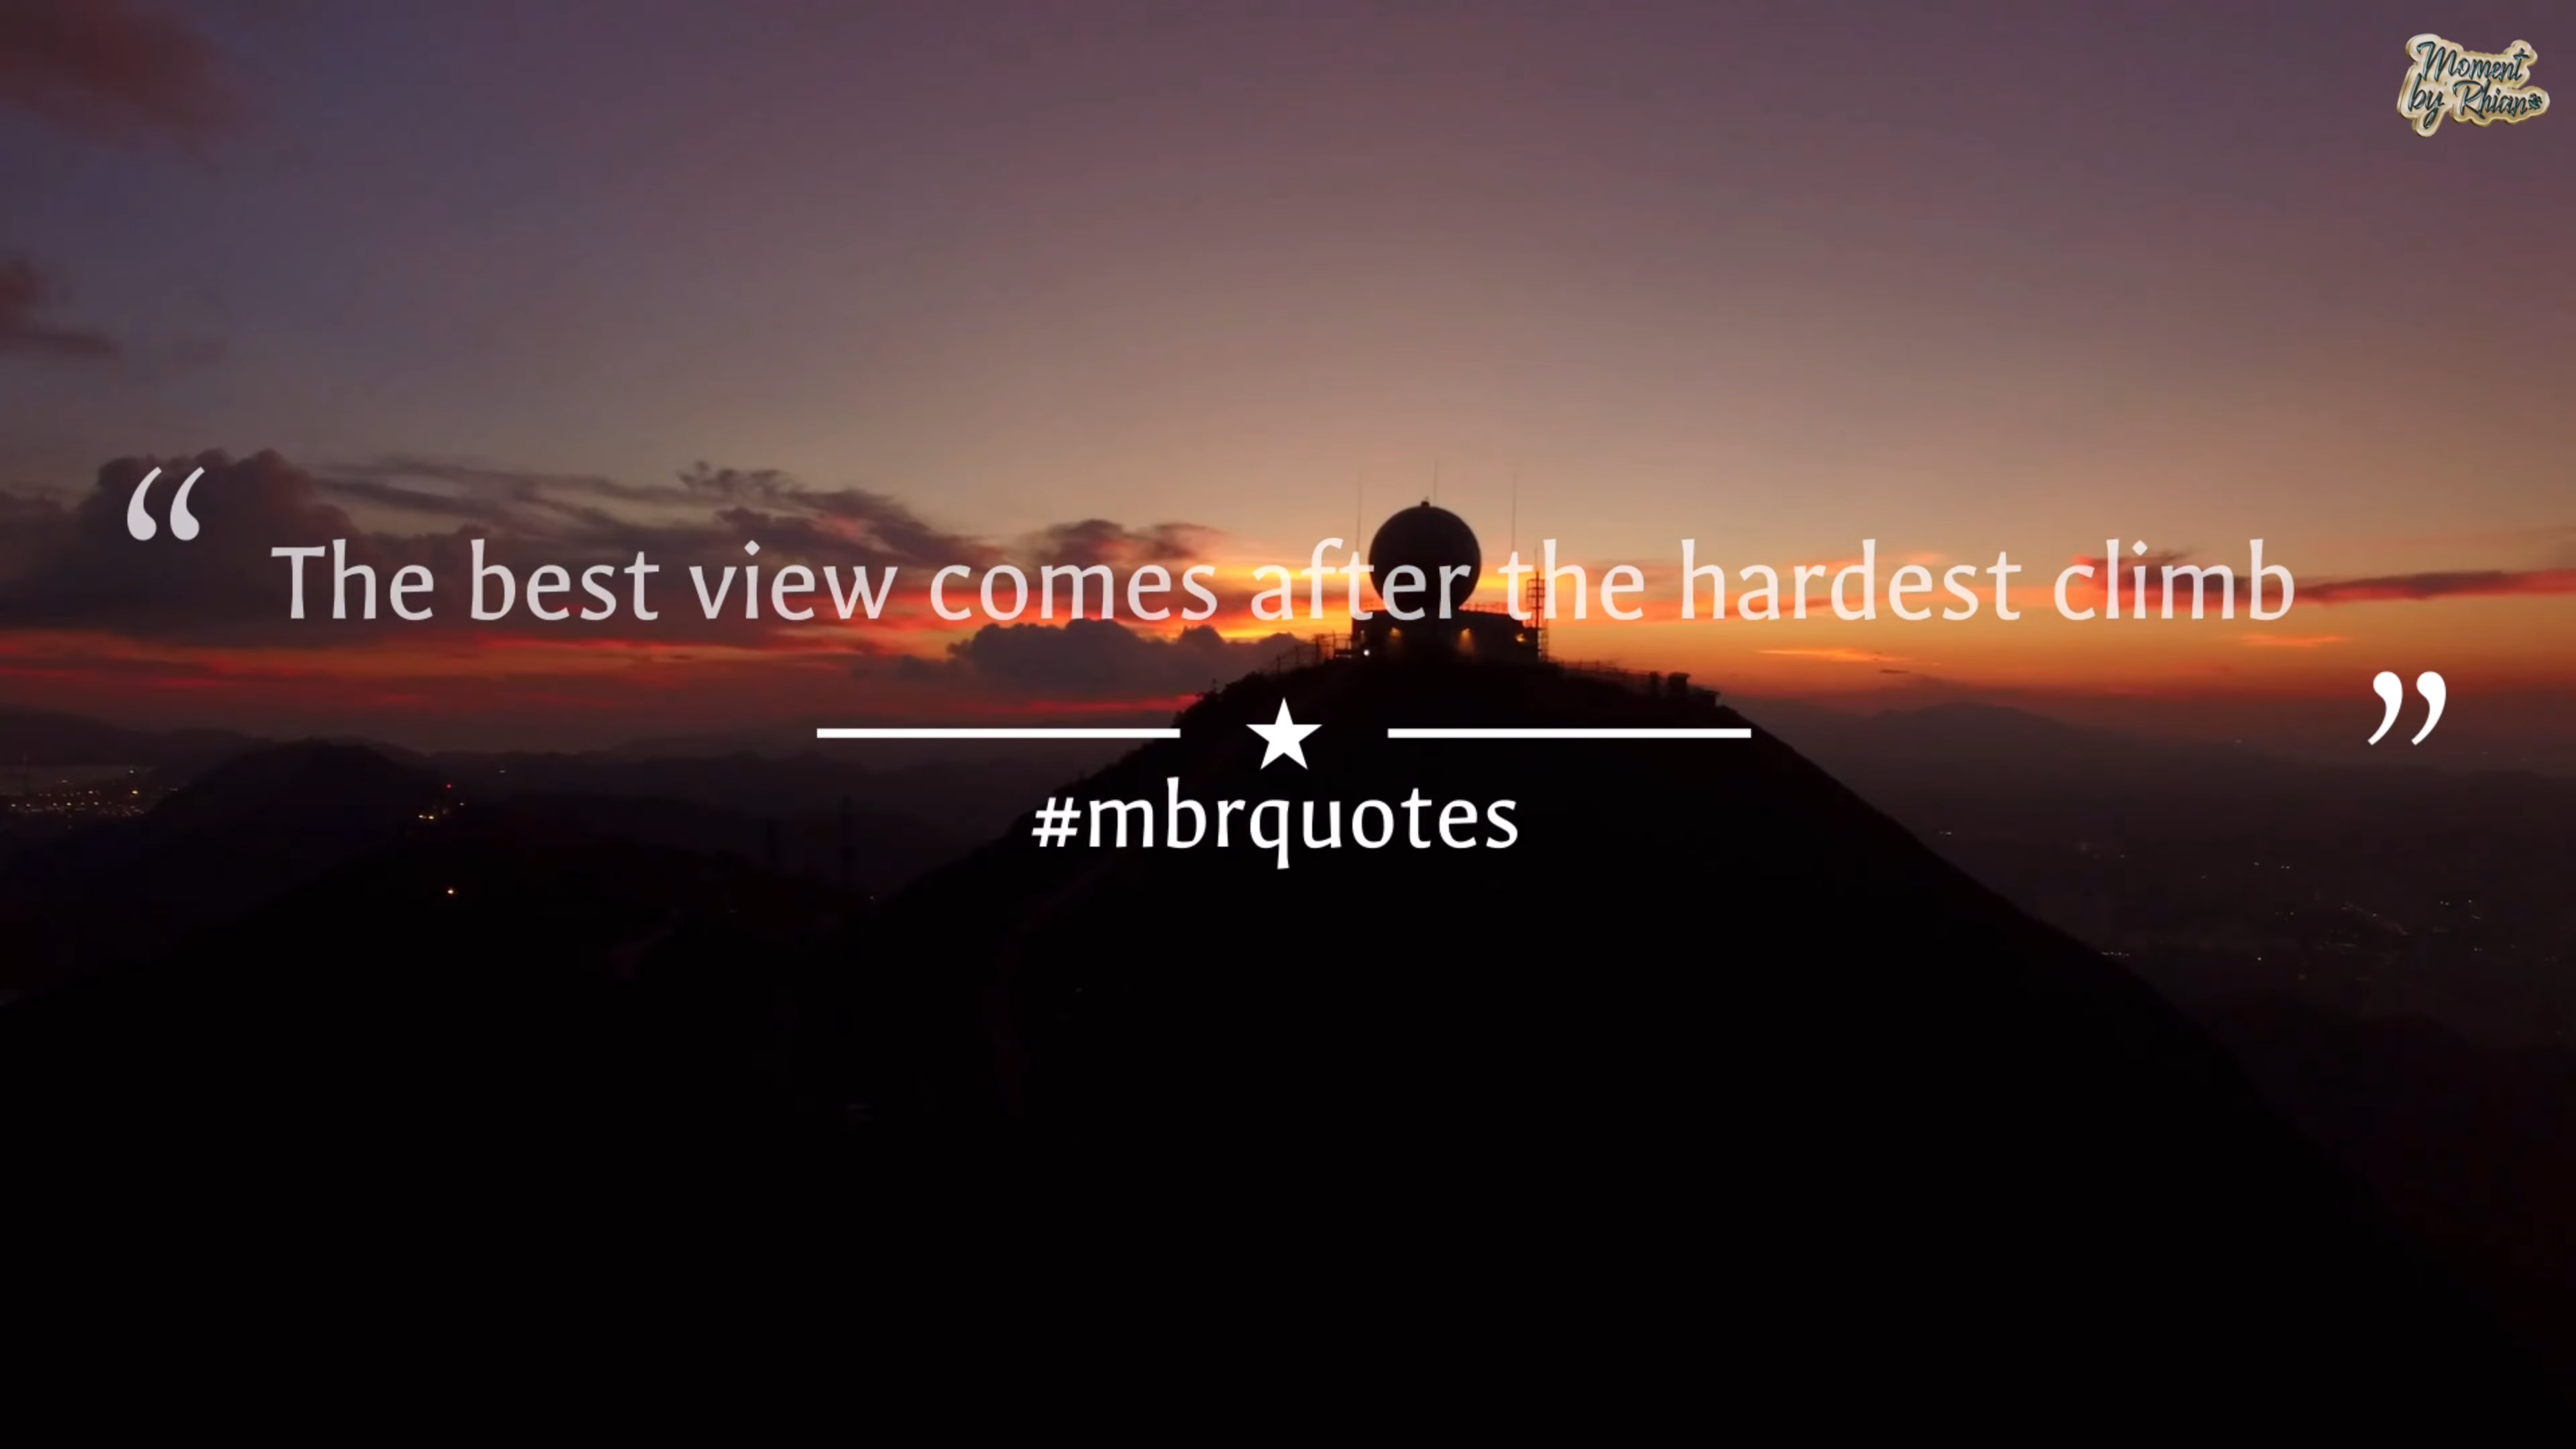 Moment
by Rhian
“
The best view comes after the hardest climb
”
#mbrquotes